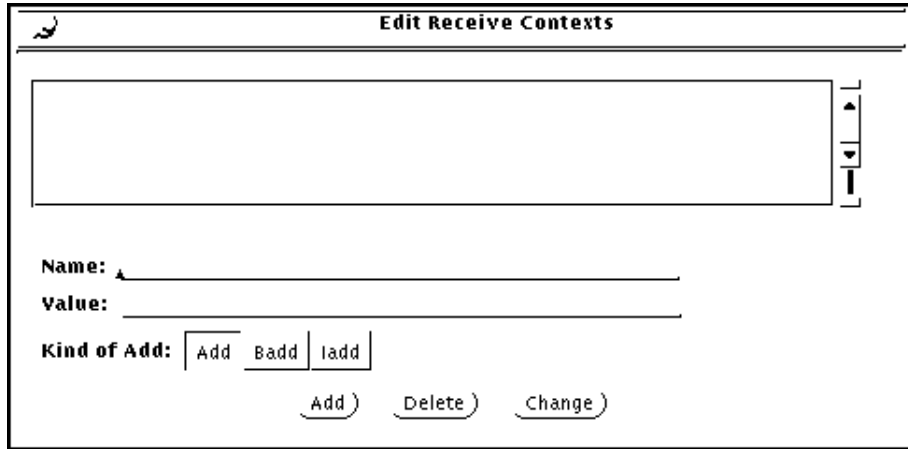 Edit Receive Contexts
Name:
Value:
Kind of Add: Add Badd Iadd
Add Delete Change